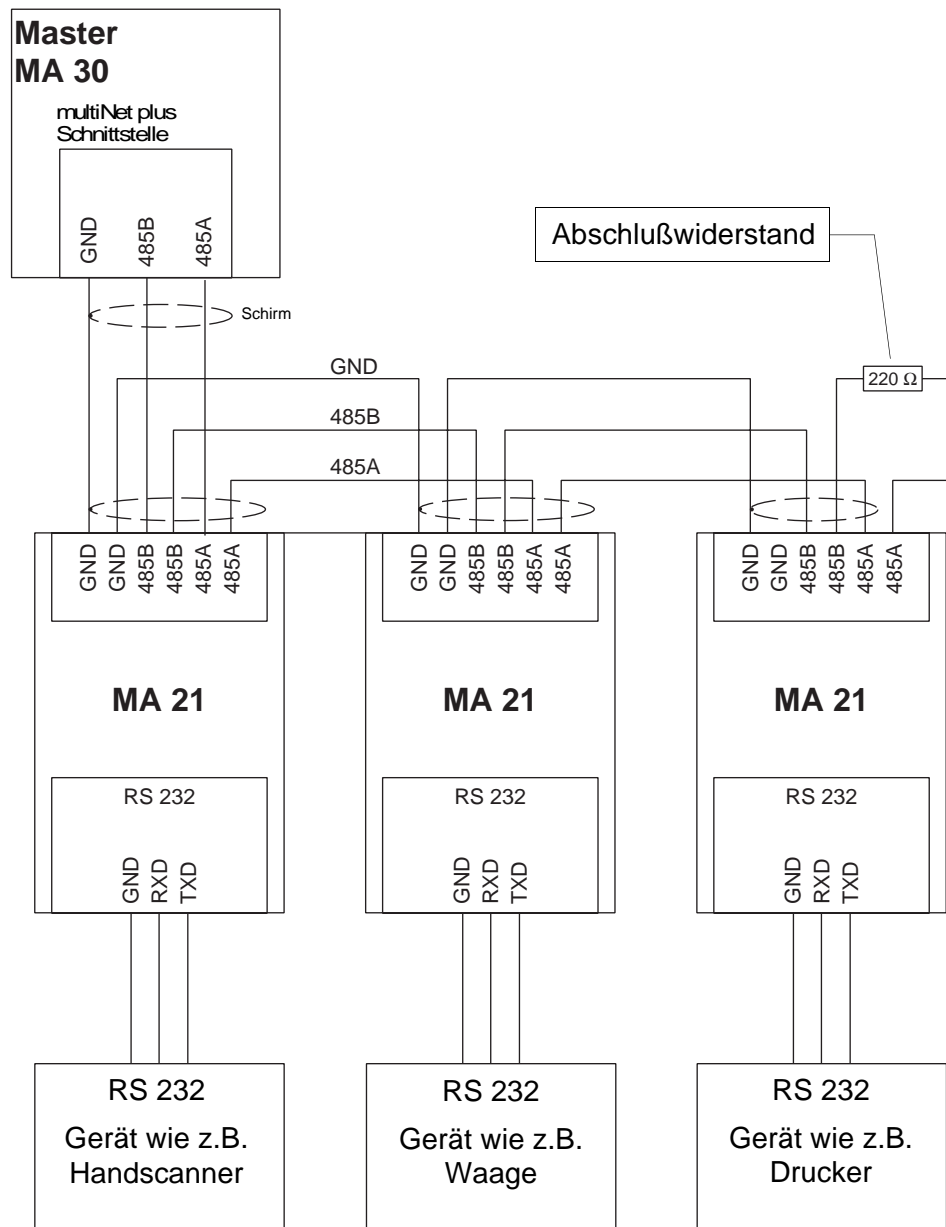 Master
MA 30
multiNet plus
Schnittstelle
GND
485B
485A
Schirm
Abschlußwiderstand
220 Ω
GND
485B
485A
GND
GND
485B
485B
485A
485A
GND
GND
485B
485B
485A
485A
GND
GND
485B
485B
485A
485A
MA 21
MA 21
MA 21
RS 232
GND
RXD
TXD
RS 232
GND
RXD
TXD
RS 232
GND
RXD
TXD
RS 232
Gerät wie z.B.
Handscanner
RS 232
Gerät wie z.B.
Waage
RS 232
Gerät wie z.B.
Drucker